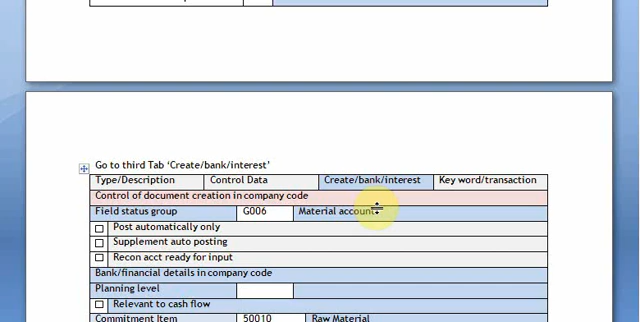 Go to third Tab ‘Create/bank/interest’
Type/Description Control Data Create/bank/interest Key word/transaction
Control of document creation in company code
Field status group G006 Material account
Post automatically only
Supplement auto posting
Recon acct ready for input
Bank/financial details in company code
Planning level
Relevant to cash flow
Commitment Item 50010 Raw Material